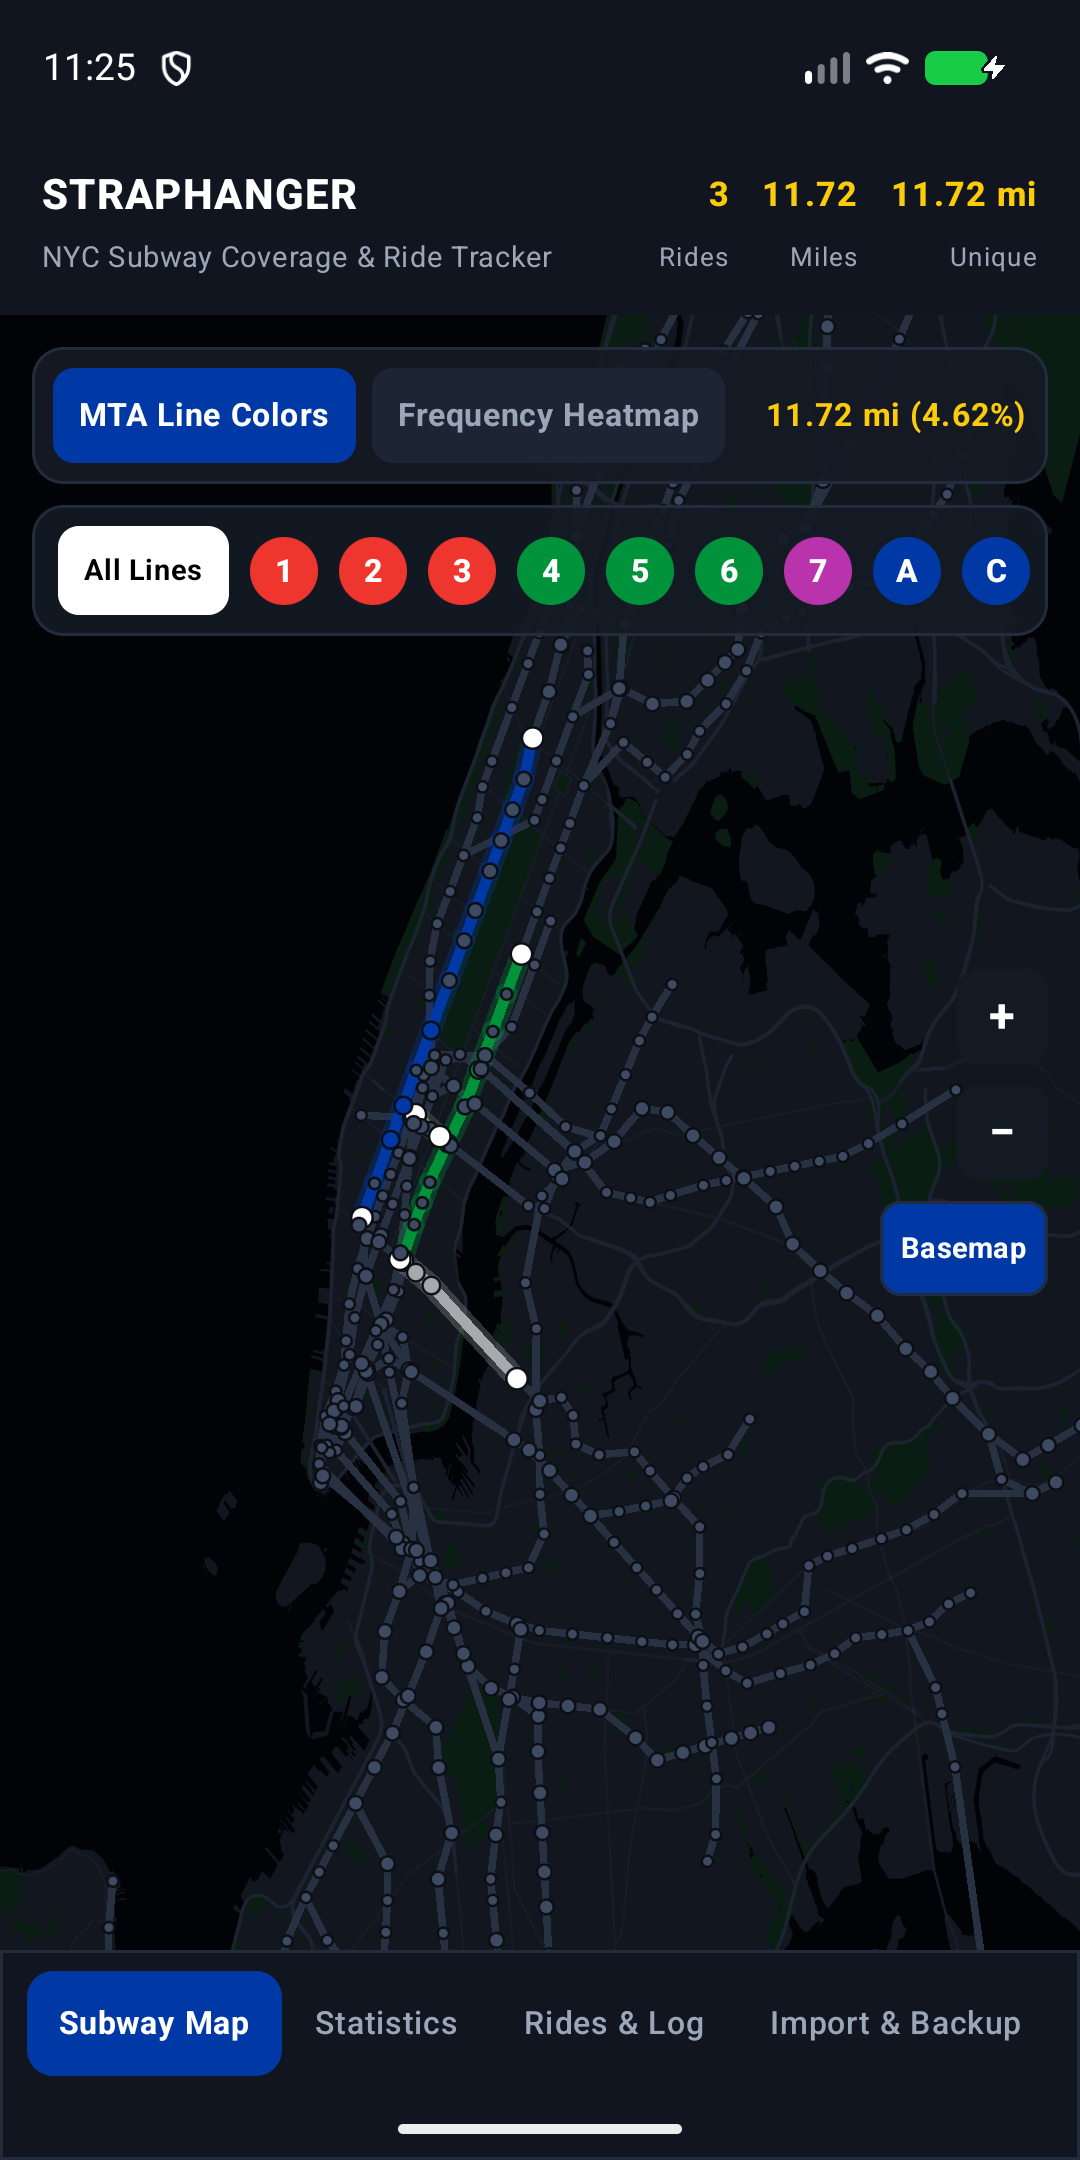 11:25
STRAPHANGER
3 11.72 11.72 mi
NYC Subway Coverage & Ride Tracker
Rides Miles Unique
MTA Line Colors Frequency Heatmap 11.72 mi (4.62%)
All Lines 1 2 3 4 5 6 7 A C
+
−
Basemap
Subway Map Statistics Rides & Log Import & Backup